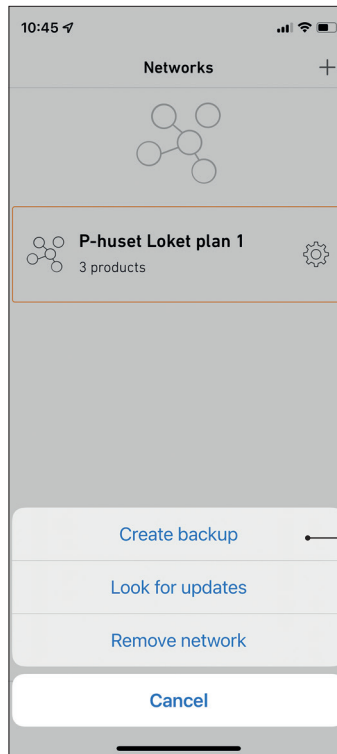 10:45
Networks
P-huset Loket plan 1
3 products
Create backup
Look for updates
Remove network
Cancel